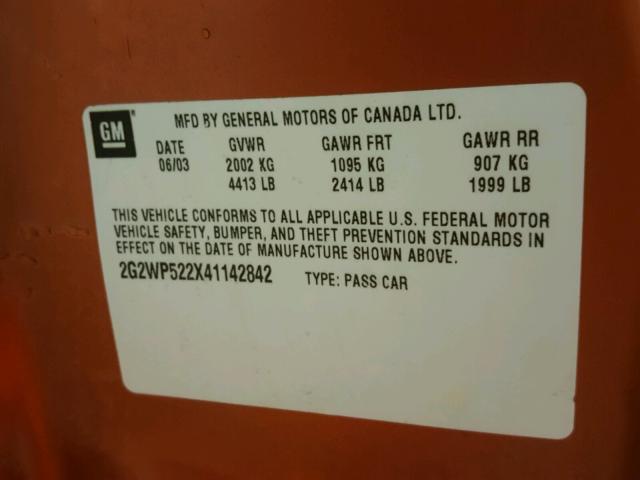 GM ®
MFD BY GENERAL MOTORS OF CANADA LTD.
DATE GVWR GAWR FRT GAWR RR
06/03 2002 KG 1095 KG 907 KG
4413 LB 2414 LB 1999 LB
THIS VEHICLE CONFORMS TO ALL APPLICABLE U.S. FEDERAL MOTOR
VEHICLE SAFETY, BUMPER, AND THEFT PREVENTION STANDARDS IN
EFFECT ON THE DATE OF MANUFACTURE SHOWN ABOVE.
2G2WP522X41142842 TYPE: PASS CAR